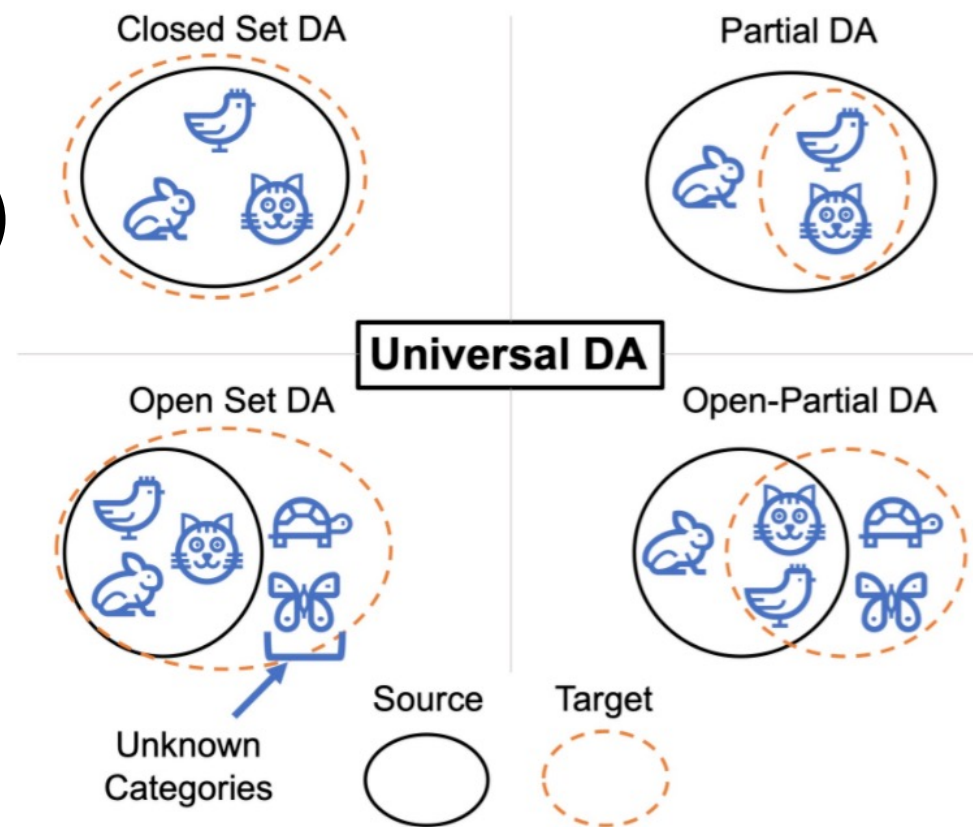 Closed Set DA
Partial DA
Universal DA
Open Set DA
Open-Partial DA
Source
Target
Unknown
Categories